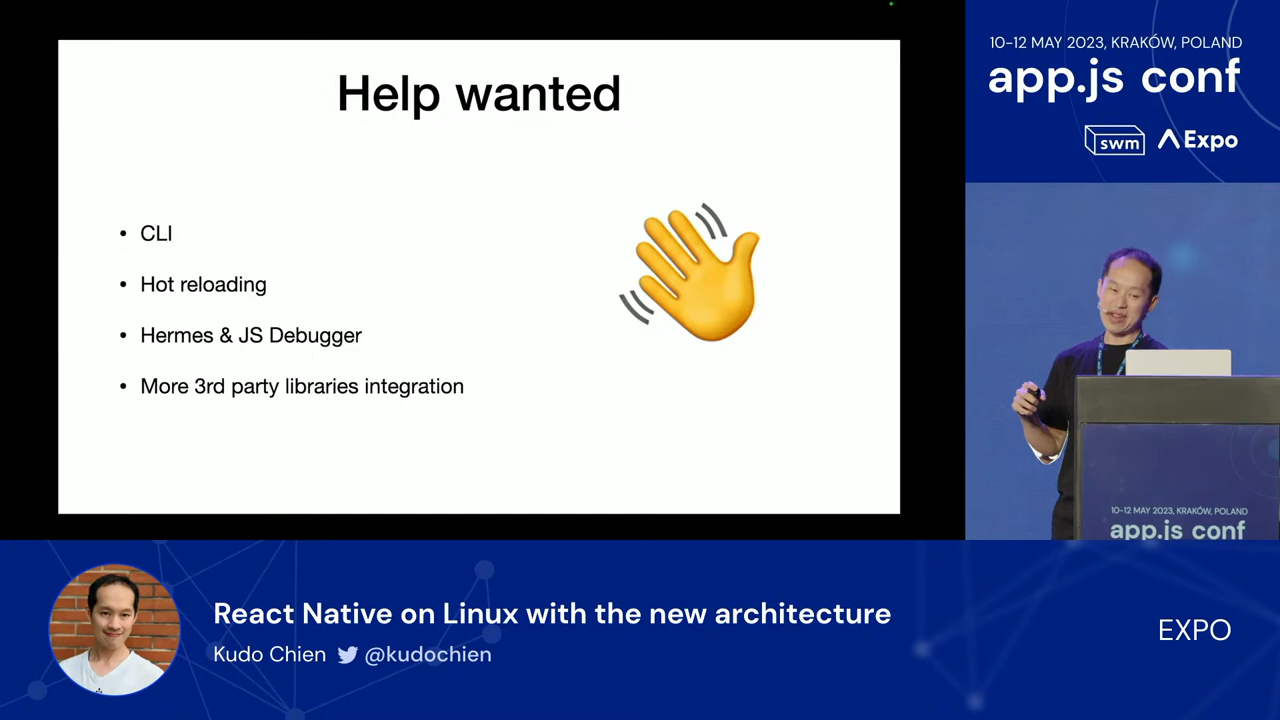 Help wanted
• CLI
• Hot reloading
• Hermes & JS Debugger
• More 3rd party libraries integration
10-12 MAY 2023, KRAKÓW, POLAND
app.js conf
swm Expo
10-12 MAY 2023, KRAKÓW, POLAND
app.js conf
React Native on Linux with the new architecture
Kudo Chien @kudochien
EXPO